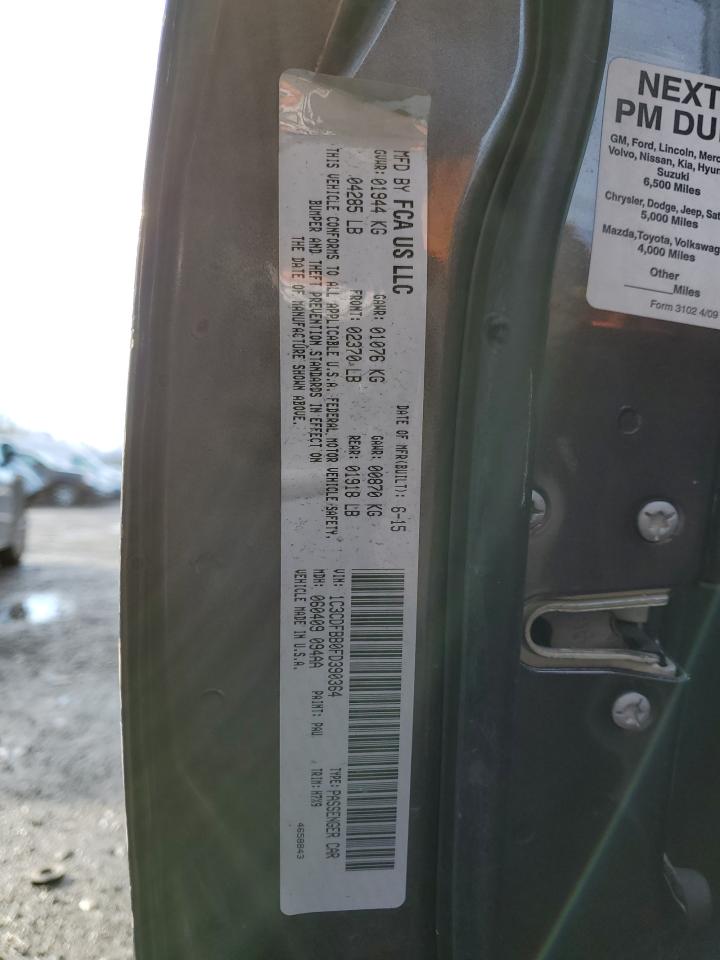 MFD BY FCA US LLC
DATE OF MFR(BUILT): 6-15
GVWR: 01944 KG
GAWR: 01076 KG
GAWR: 00870 KG
04285 LB
FRONT: 02370 LB
REAR: 01918 LB
THIS VEHICLE CONFORMS TO ALL APPLICABLE U.S.A. FEDERAL MOTOR VEHICLE SAFETY,
BUMPER AND THEFT PREVENTION STANDARDS IN EFFECT ON
THE DATE OF MANUFACTURE SHOWN ABOVE.
VIN: 1C3CDFBB0FD390364
TYPE: PASSENGER CAR
MDH: 060409 094AA
PAINT: PAU
TRIM: H7X9
VEHICLE MADE IN U.S.A.
4658843
NEXT
PM DU
GM, Ford, Lincoln, Merc
Volvo, Nissan, Kia, Hyun
Suzuki
6,500 Miles
Chrysler, Dodge, Jeep, Sat
5,000 Miles
Mazda,Toyota, Volkswag
4,000 Miles
Other
______Miles
Form 3102 4/09